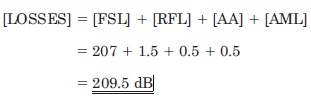 [LOSSES] = [FSL] + [RFL] + [AA] + [AML]
= 207 + 1.5 + 0.5 + 0.5
= 209.5 dB